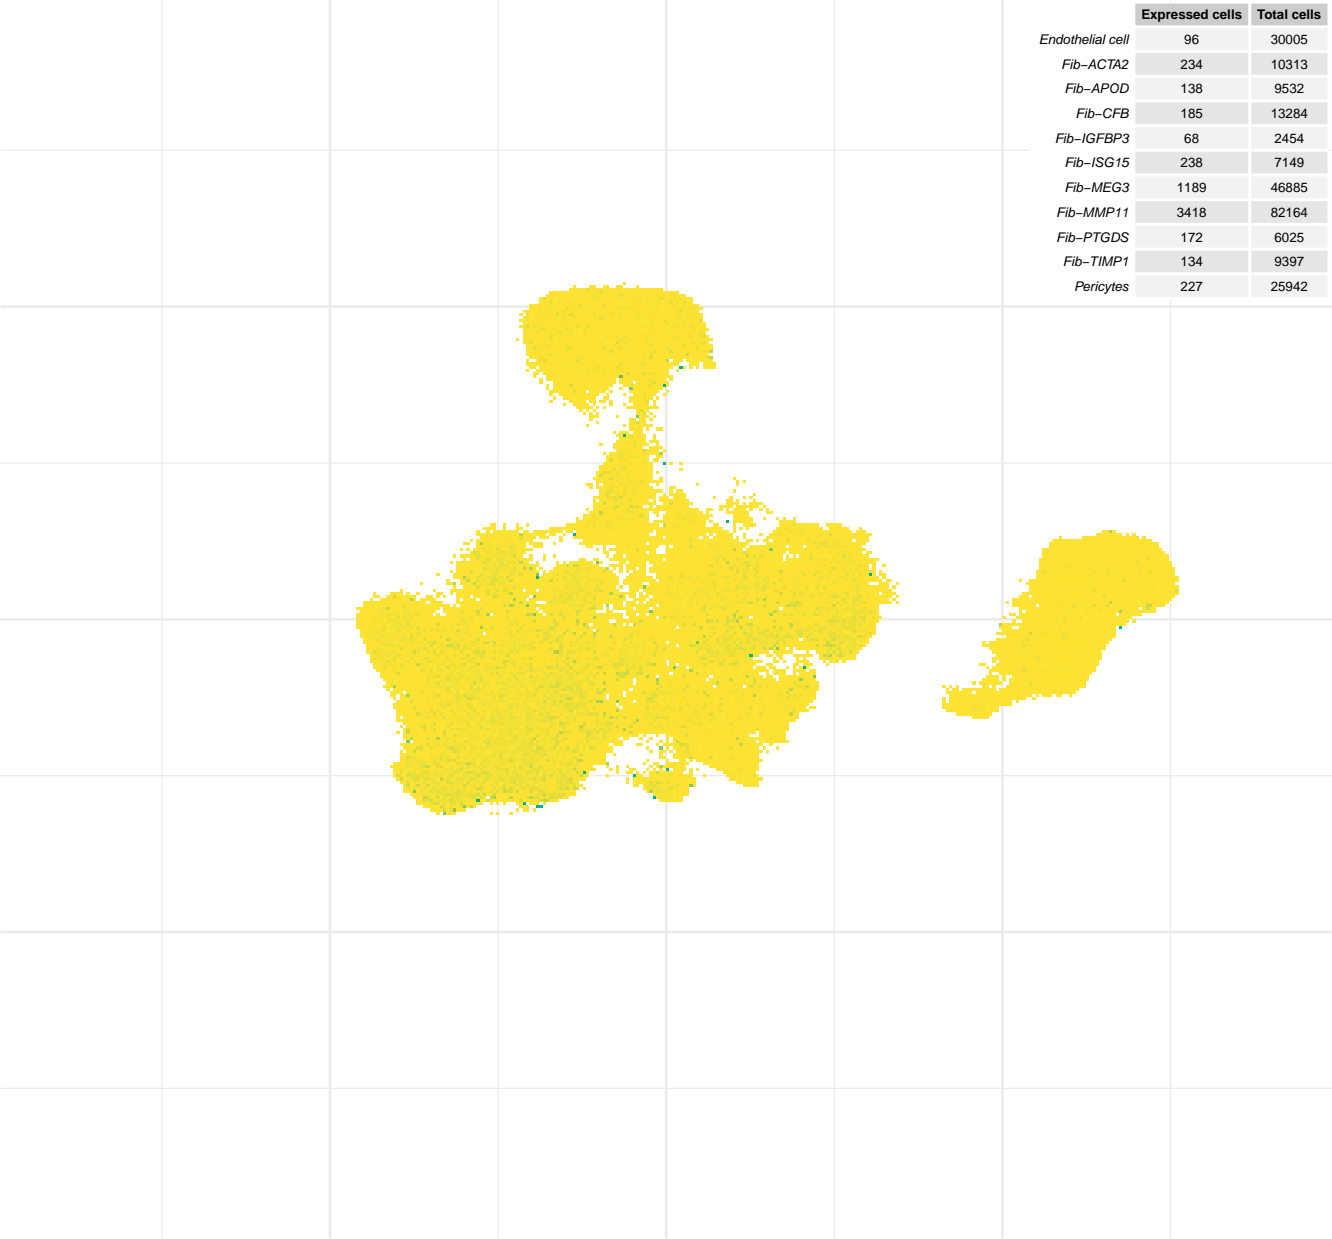 Expressed cells Total cells
Endothelial cell 96 30005
Fib−ACTA2 234 10313
Fib−APOD 138 9532
Fib−CFB 185 13284
Fib−IGFBP3 68 2454
Fib−ISG15 238 7149
Fib−MEG3 1189 46885
Fib−MMP11 3418 82164
Fib−PTGDS 172 6025
Fib−TIMP1 134 9397
Pericytes 227 25942